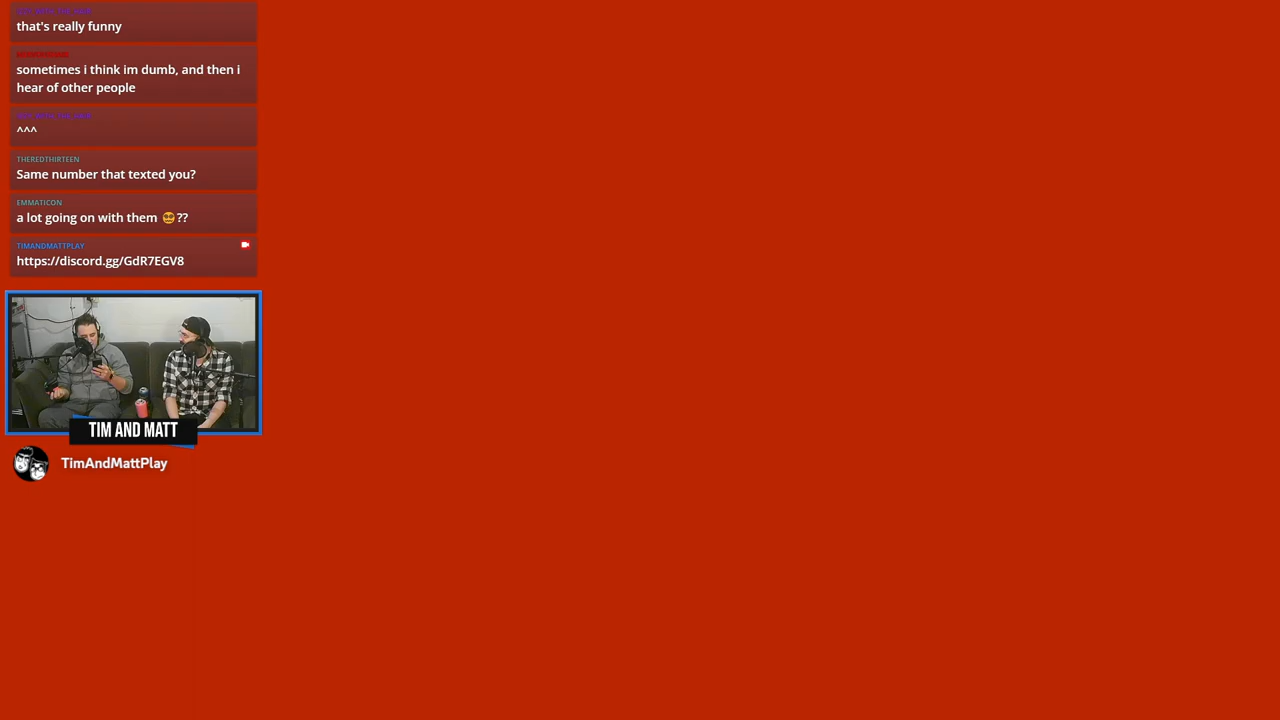 that's really funny
sometimes i think im dumb, and then i
hear of other people
^^^
THEREDTHIRTEEN
Same number that texted you?
EMMATICON
a lot going on with them 😵‍💫??
TIMANDMATTPLAY
https://discord.gg/GdR7EGV8
TIM AND MATT
TimAndMattPlay